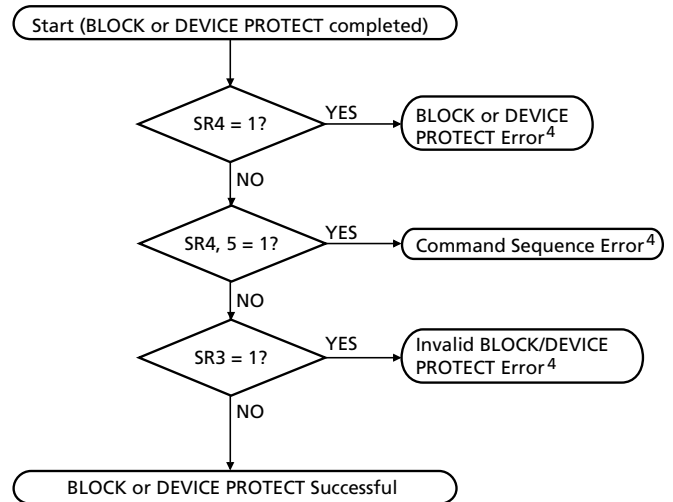 Start (BLOCK or DEVICE PROTECT completed)
SR4 = 1?
YES
BLOCK or DEVICE
PROTECT Error⁴
NO
SR4, 5 = 1?
YES
Command Sequence Error⁴
NO
SR3 = 1?
YES
Invalid BLOCK/DEVICE
PROTECT Error⁴
NO
BLOCK or DEVICE PROTECT Successful